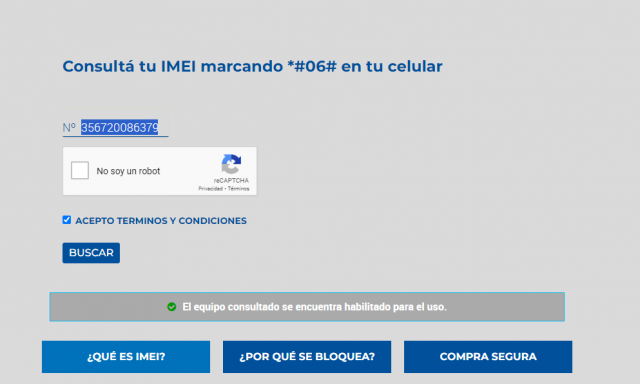 Consultá tu IMEI marcando *#06# en tu celular
Nº 356720086379
No soy un robot
reCAPTCHA
Privacidad - Términos
ACEPTO TERMINOS Y CONDICIONES
BUSCAR
El equipo consultado se encuentra habilitado para el uso.
¿QUÉ ES IMEI?
¿POR QUÉ SE BLOQUEA?
COMPRA SEGURA